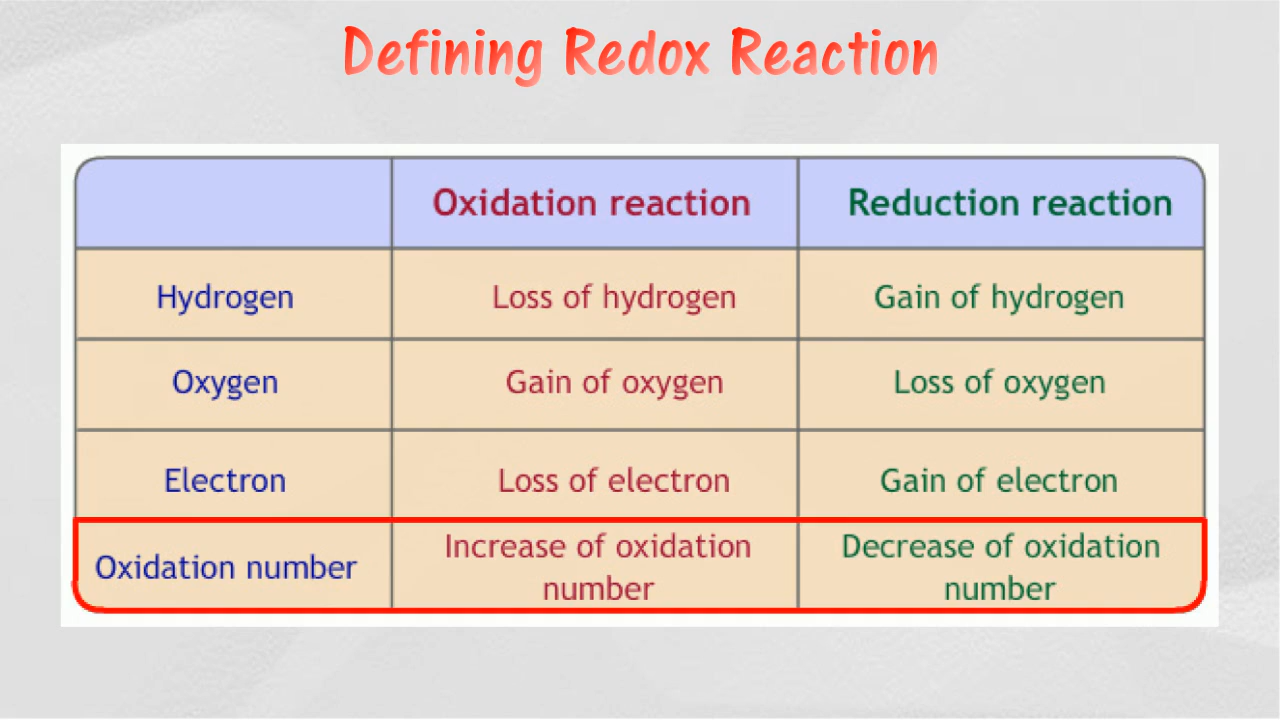 Defining Redox Reaction
Oxidation reaction
Reduction reaction
Hydrogen
Loss of hydrogen
Gain of hydrogen
Oxygen
Gain of oxygen
Loss of oxygen
Electron
Loss of electron
Gain of electron
Oxidation number
Increase of oxidation
number
Decrease of oxidation
number